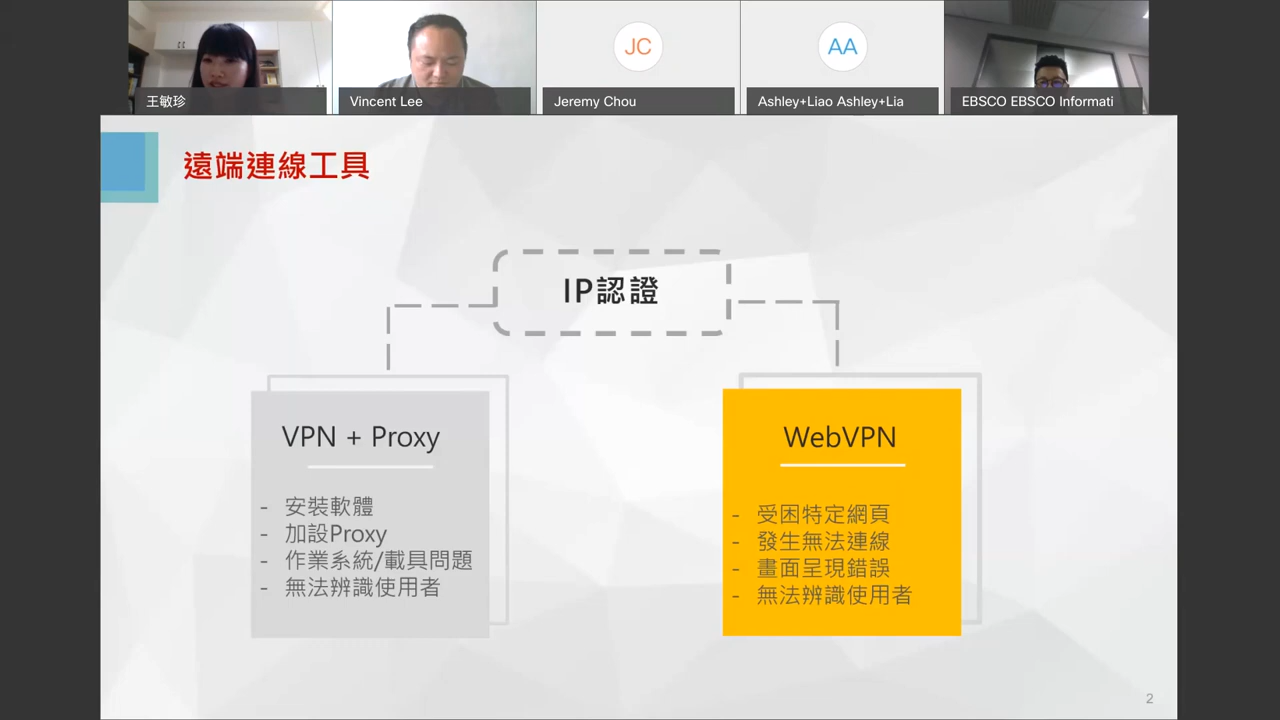 王敏珍
Vincent Lee
JC
Jeremy Chou
AA
Ashley+Liao Ashley+Lia
EBSCO EBSCO Informati
遠端連線工具
IP認證
VPN + Proxy
- 安裝軟體
- 加設Proxy
- 作業系統/載具問題
- 無法辨識使用者
WebVPN
- 受困特定網頁
- 發生無法連線
- 畫面呈現錯誤
- 無法辨識使用者
2